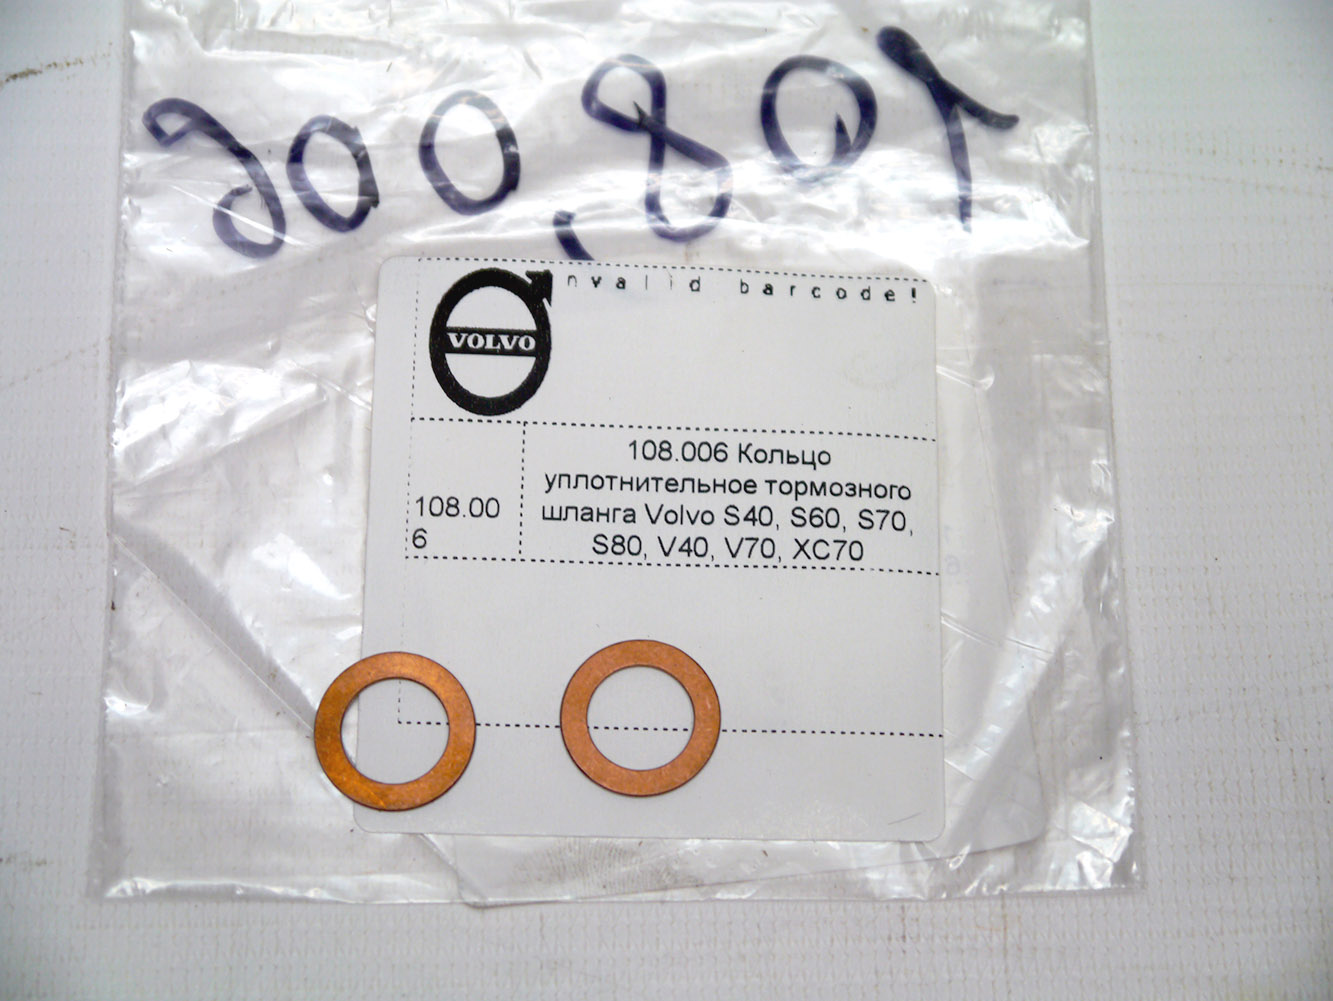 108.006
nvalid barcode!
VOLVO
108.006 Кольцо
уплотнительное тормозного
шланга Volvo S40, S60, S70,
S80, V40, V70, XC70
108.00
6